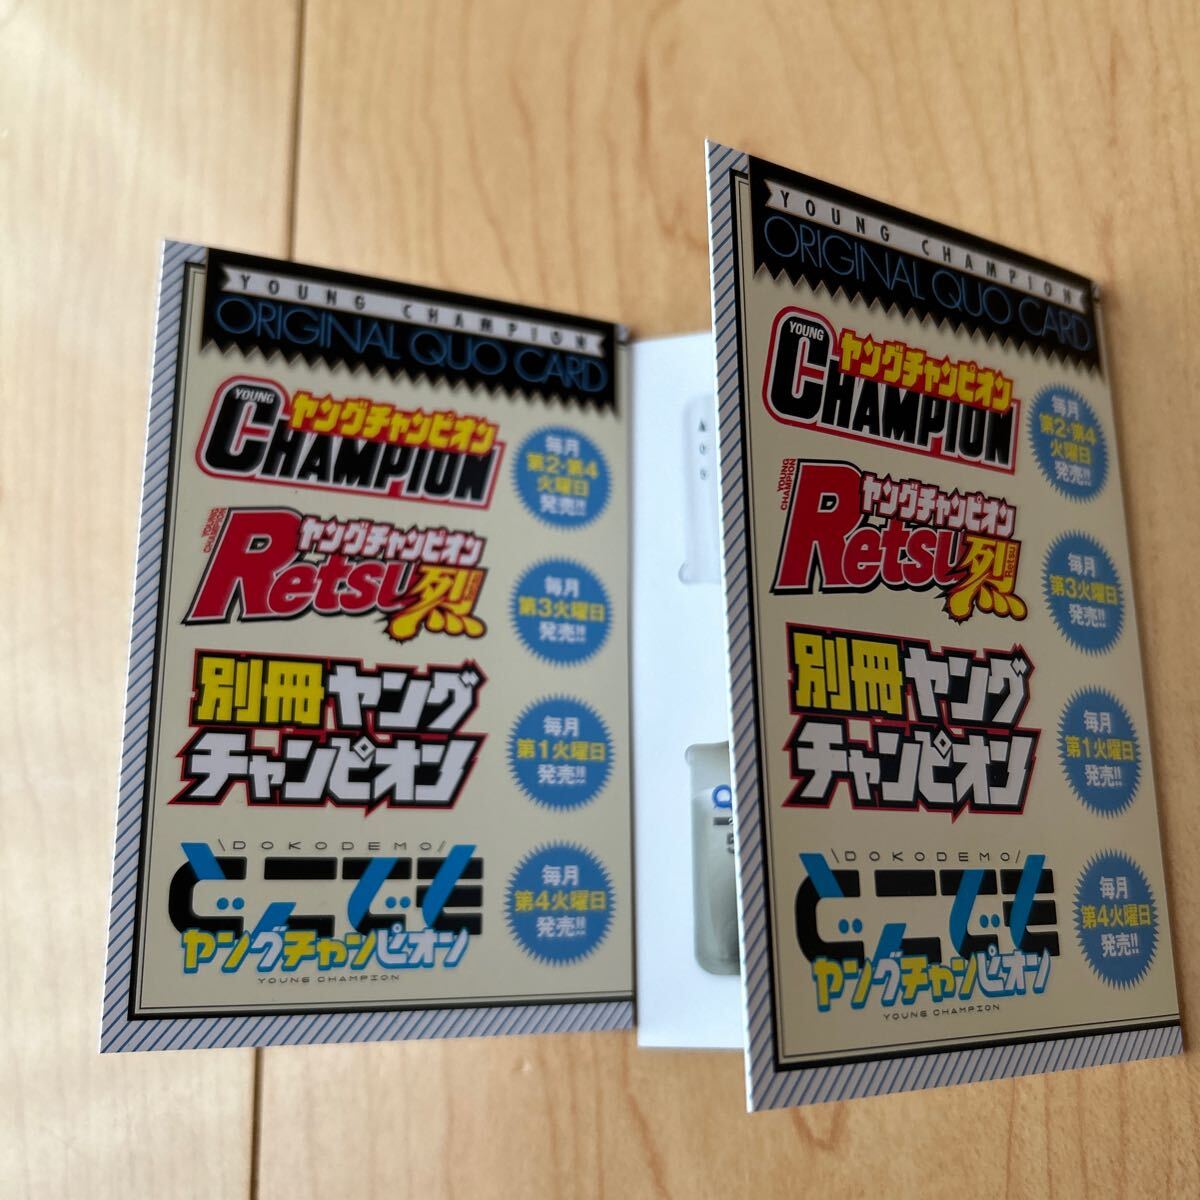 YOUNG CHAMPION
ORIGINAL QUO CARD
YOUNG
ヤングチャンピオン
CHAMPION
毎月
第2・第4
火曜日
発売!!
YOUNG
CHAMPION
ヤングチャンピオン
Retsu烈
毎月
第3火曜日
発売!!
別冊ヤング
チャンピオン
毎月
第1火曜日
発売!!
\DOKODEMO/
どこでも
ヤングチャンピオン
YOUNG CHAMPION
毎月
第4火曜日
発売!!
YOUNG CHAMPION
ORIGINAL QUO CARD
YOUNG
ヤングチャンピオン
CHAMPION
毎月
第2・第4
火曜日
発売!!
YOUNG
CHAMPION
ヤングチャンピオン
Retsu烈
Retsu
毎月
第3火曜日
発売!!
別冊ヤング
チャンピオン
毎月
第1火曜日
発売!!
\DOKODEMO/
どこでも
ヤングチャンピオン
YOUNG CHAMPION
毎月
第4火曜日
発売!!